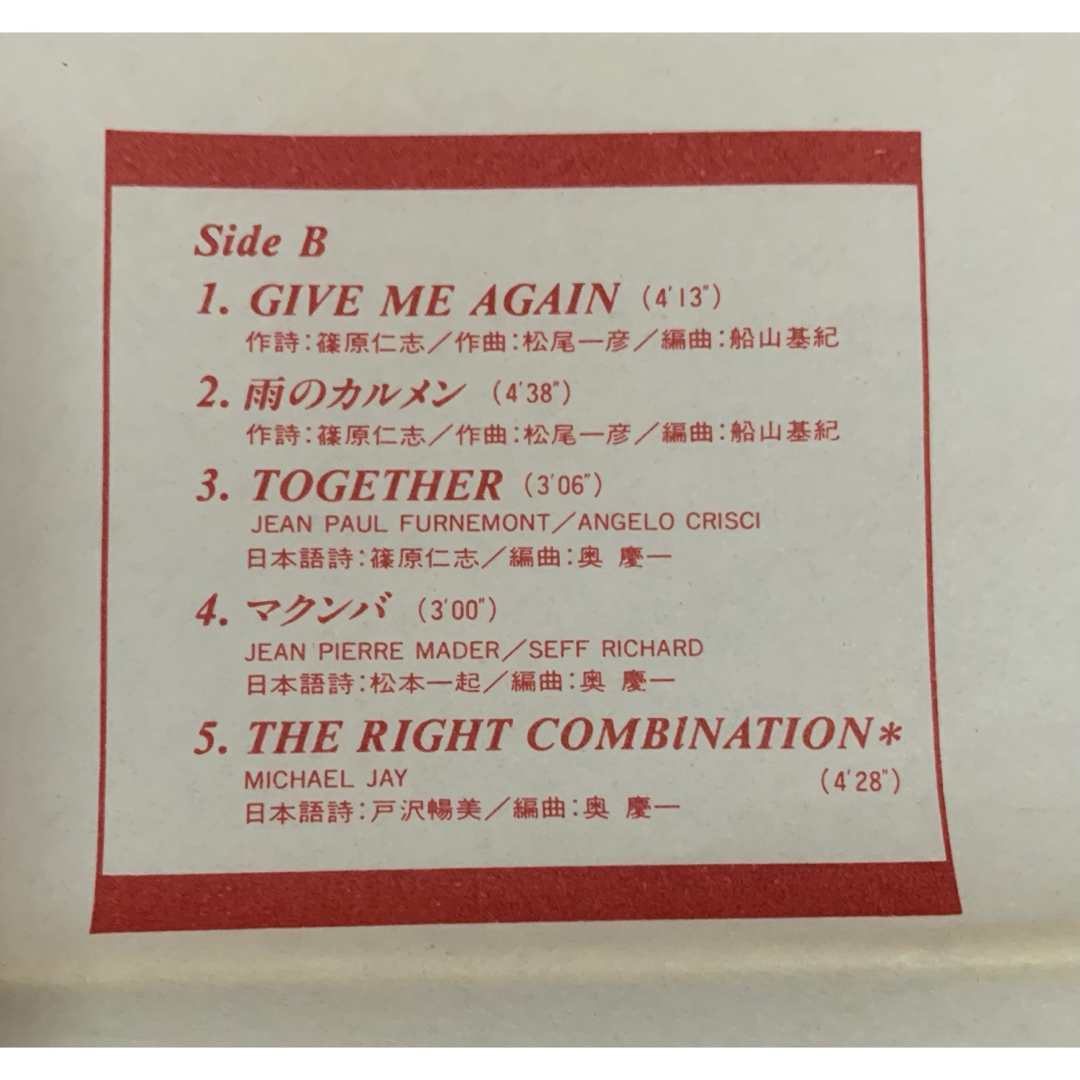 Side B
1. GIVE ME AGAIN (4'13")
作詩:篠原仁志/作曲:松尾一彦/編曲:船山基紀
2. 雨のカルメン (4'38")
作詩:篠原仁志/作曲:松尾一彦/編曲:船山基紀
3. TOGETHER (3'06")
JEAN PAUL FURNEMONT/ANGELO CRISCI
日本語詩:篠原仁志/編曲:奥 慶一
4. マクンバ (3'00")
JEAN PIERRE MADER/SEFF RICHARD
日本語詩:松本一起/編曲:奥 慶一
5. THE RIGHT COMBINATION*
MICHAEL JAY (4'28")
日本語詩:戸沢暢美/編曲:奥 慶一